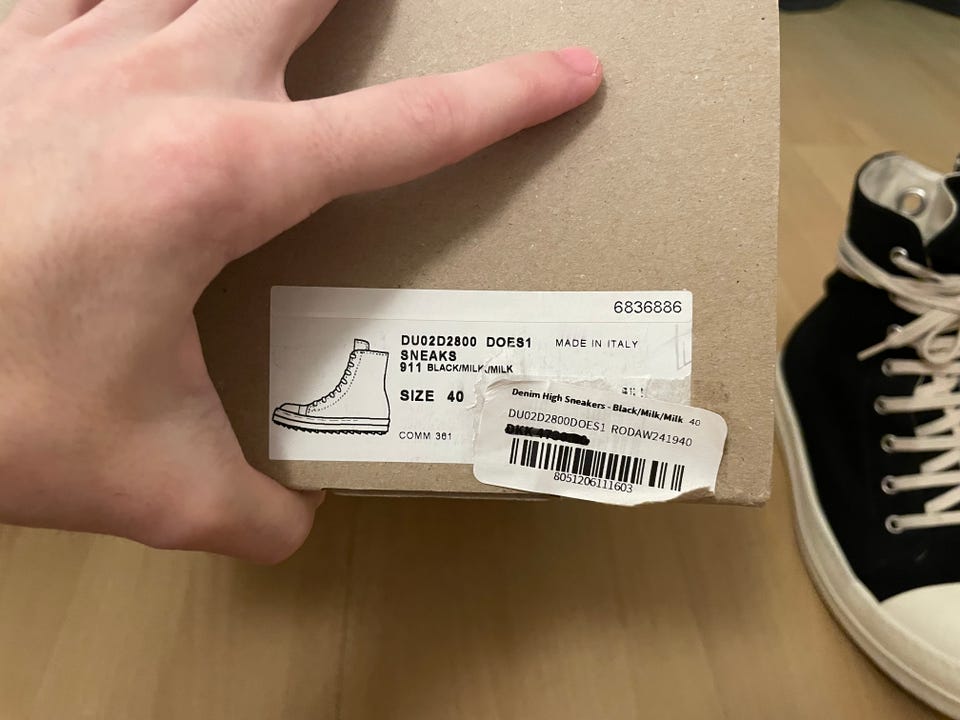 6836886
DU02D2800 DOES1 MADE IN ITALY
SNEAKS
911 BLACK/MILK/MILK
SIZE 40
COMM 361
Denim High Sneakers - Black/Milk/Milk 40
DU02D2800DOES1 RODAW241940
DKK
8051206111603